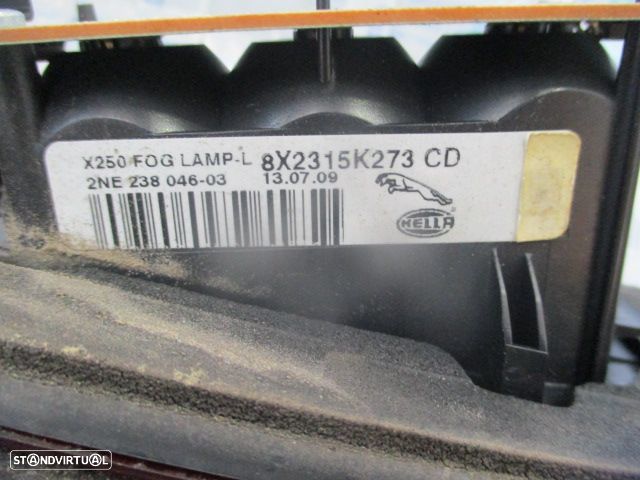 X250 FOG LAMP-L 8X2315K273 CD
2NE 238 046-03 13.07.09
HELLA
STANDVIRTUAL